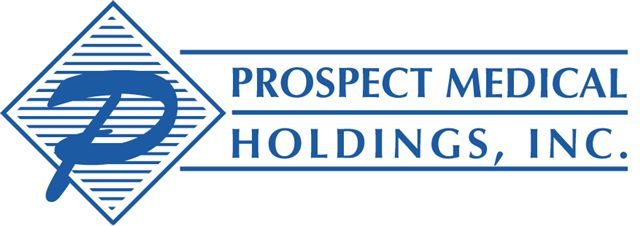 P
PROSPECT MEDICAL
HOLDINGS, INC.